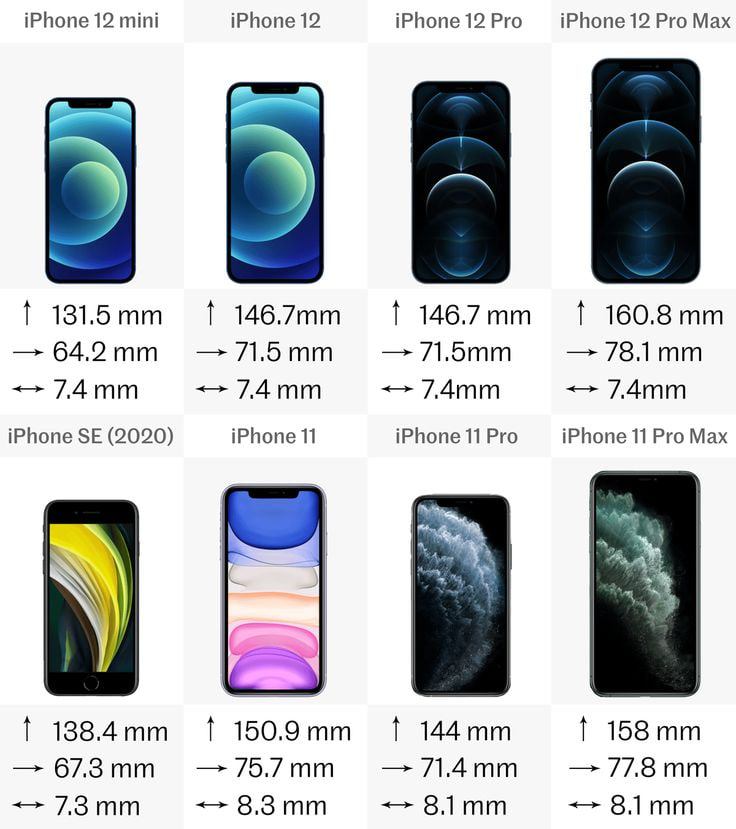 iPhone 12 mini
iPhone 12
iPhone 12 Pro
iPhone 12 Pro Max
↑ 131.5 mm
→ 64.2 mm
↔ 7.4 mm
↑ 146.7mm
→ 71.5 mm
↔ 7.4 mm
↑ 146.7 mm
→ 71.5mm
↔ 7.4mm
↑ 160.8 mm
→ 78.1 mm
↔ 7.4mm
iPhone SE (2020)
iPhone 11
iPhone 11 Pro
iPhone 11 Pro Max
↑ 138.4 mm
→ 67.3 mm
↔ 7.3 mm
↑ 150.9 mm
→ 75.7 mm
↔ 8.3 mm
↑ 144 mm
→ 71.4 mm
↔ 8.1 mm
↑ 158 mm
→ 77.8 mm
↔ 8.1 mm